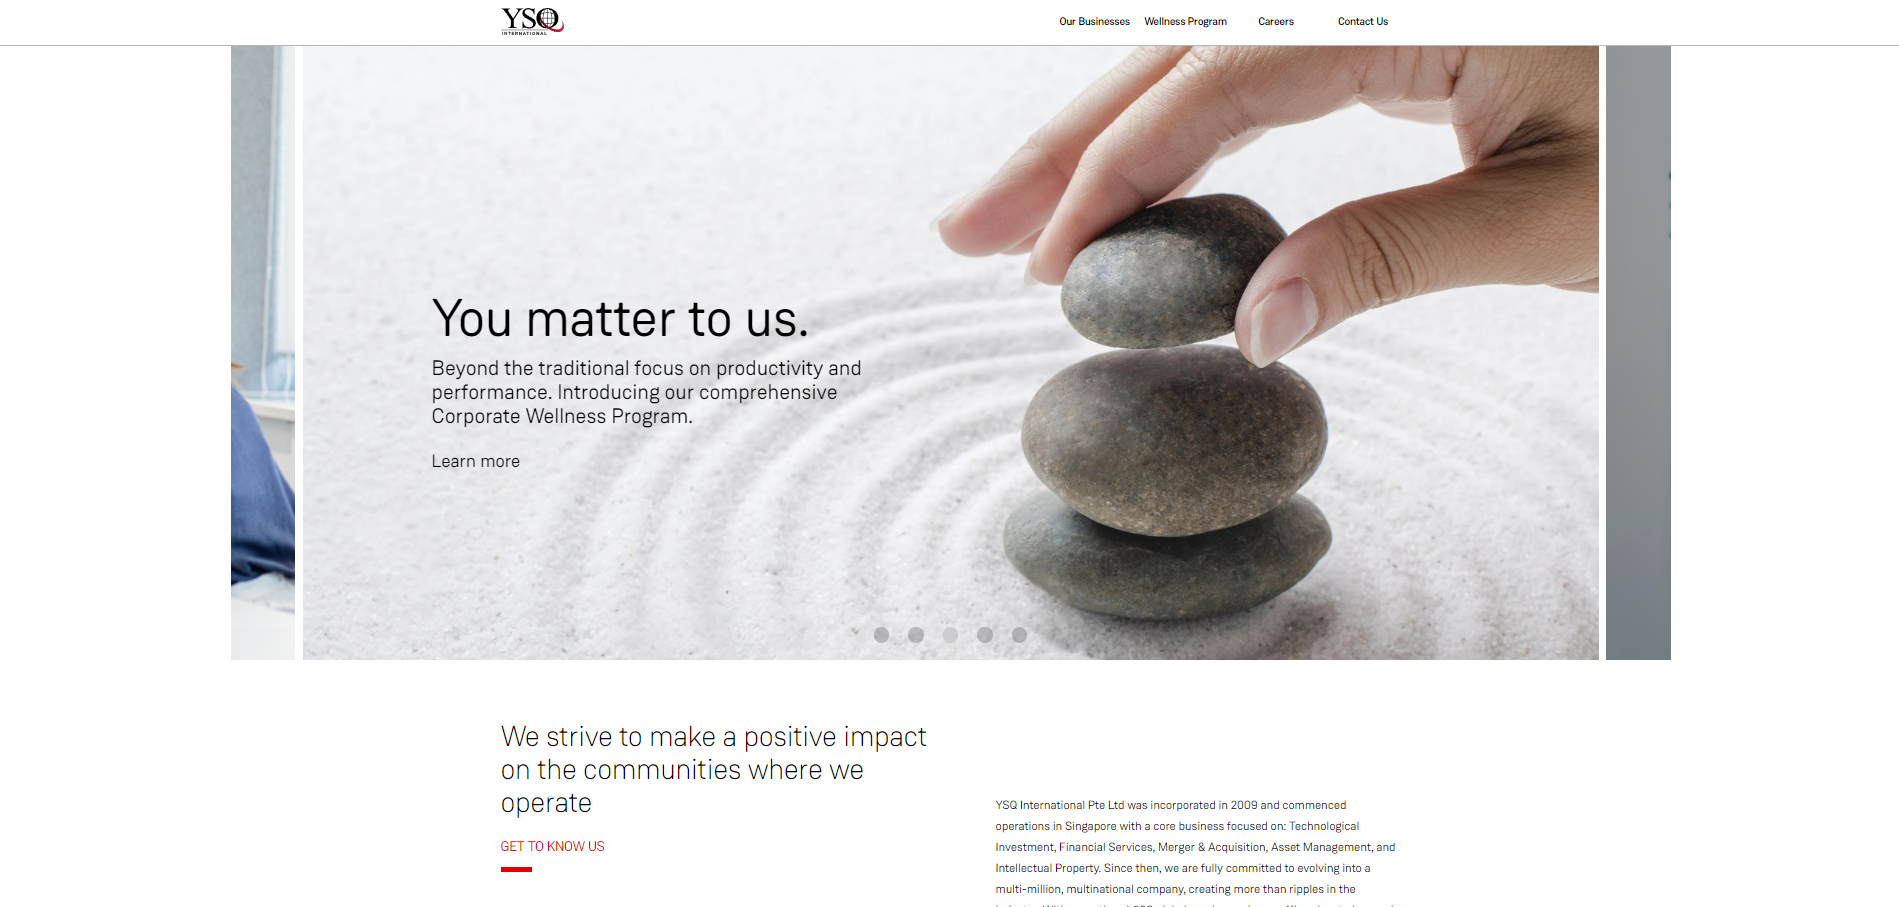 YSQ
INTERNATIONAL
Our Businesses
Wellness Program
Careers
Contact Us
You matter to us.
Beyond the traditional focus on productivity and
performance. Introducing our comprehensive
Corporate Wellness Program.
Learn more
We strive to make a positive impact
on the communities where we
operate
GET TO KNOW US
YSQ International Pte Ltd was incorporated in 2009 and commenced
operations in Singapore with a core business focused on: Technological
Investment, Financial Services, Merger & Acquisition, Asset Management, and
Intellectual Property. Since then, we are fully committed to evolving into a
multi-million, multinational company, creating more than ripples in the